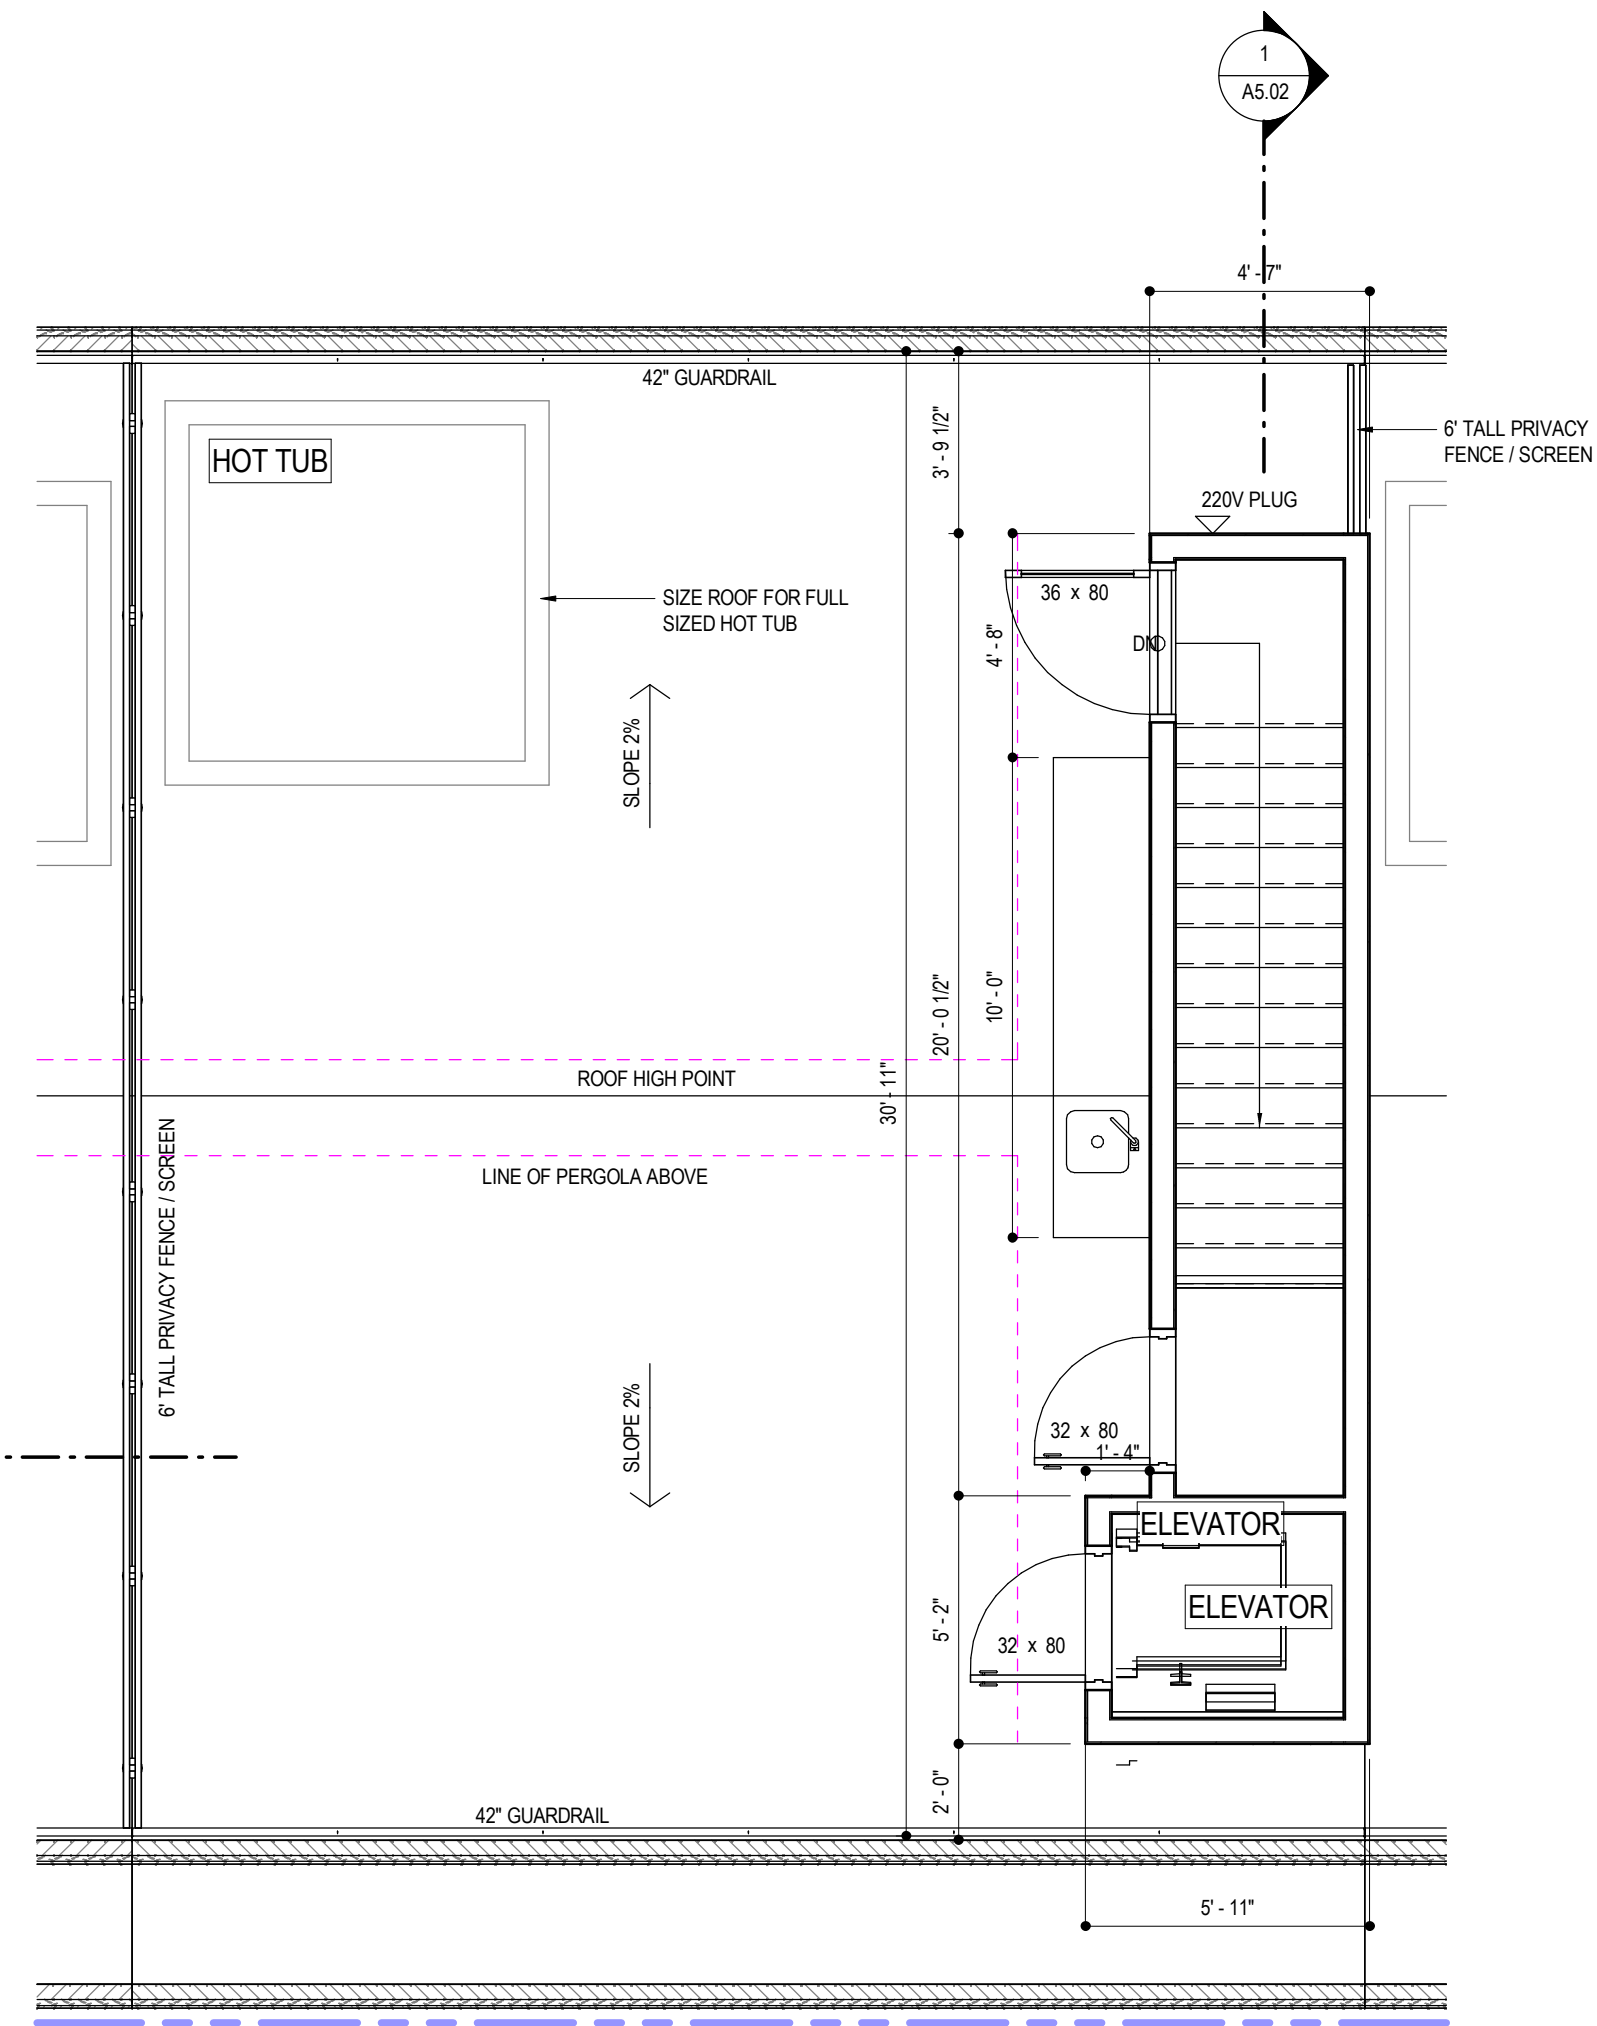 1
A5.02
4' - 7"
42" GUARDRAIL
HOT TUB
3' - 9 1/2"
6' TALL PRIVACY
FENCE / SCREEN
220V PLUG
36 x 80
SIZE ROOF FOR FULL
SIZED HOT TUB
4' - 8"
DN
SLOPE 2%
10' - 0"
20' - 0 1/2"
ROOF HIGH POINT
30' - 11"
LINE OF PERGOLA ABOVE
6' TALL PRIVACY FENCE / SCREEN
SLOPE 2%
32 x 80
1' - 4"
ELEVATOR
ELEVATOR
5' - 2"
32 x 80
2' - 0"
42" GUARDRAIL
5' - 11"